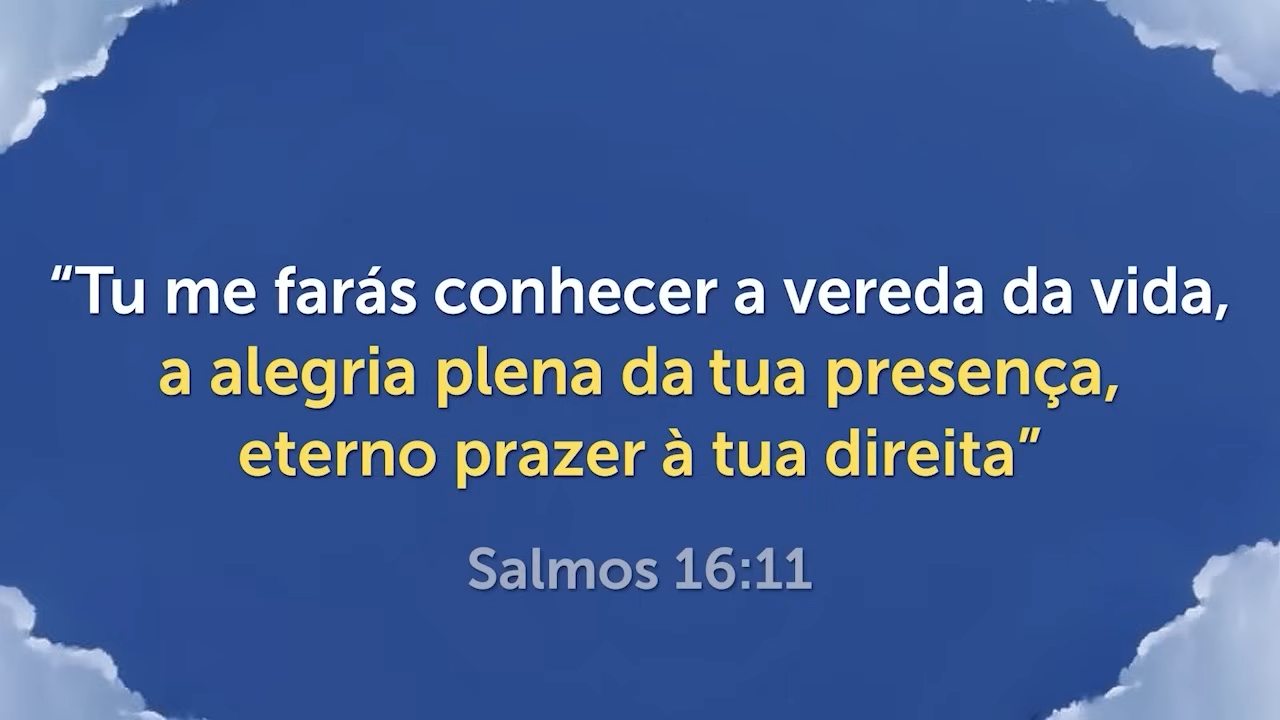 “Tu me farás conhecer a vereda da vida,
a alegria plena da tua presença,
eterno prazer à tua direita”
Salmos 16:11